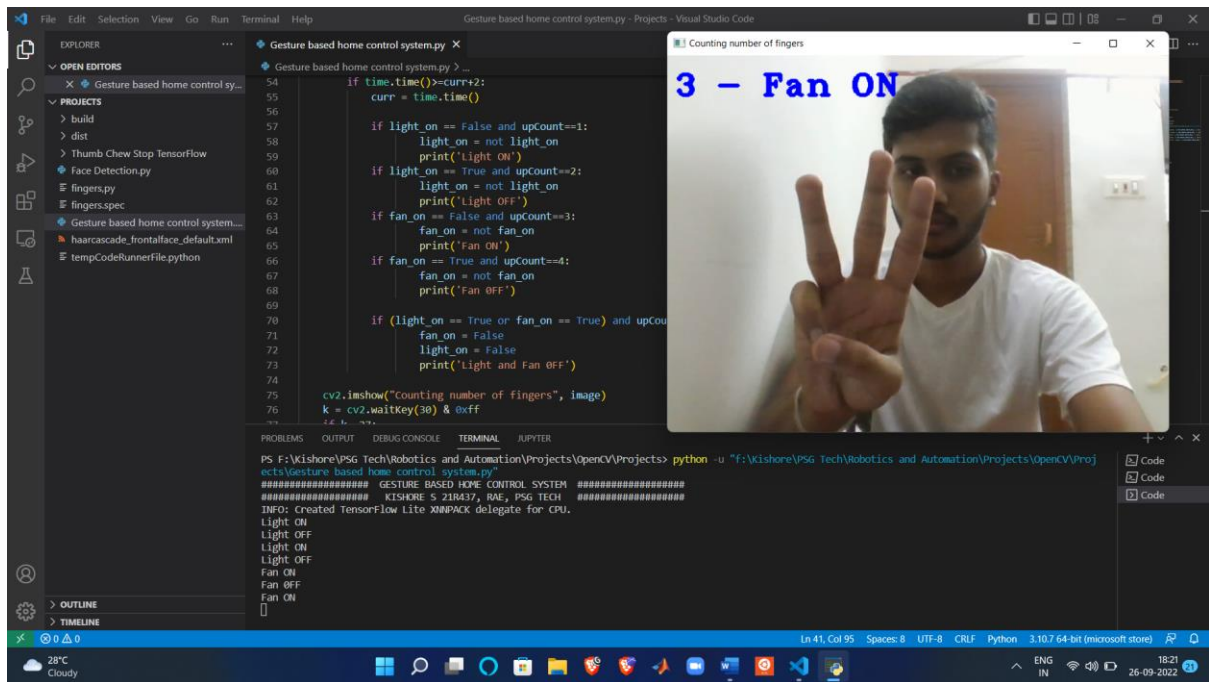 File Edit Selection View Go Run Terminal Help
Gesture based home control system.py - Projects - Visual Studio Code
EXPLORER
OPEN EDITORS
Gesture based home control sy...
PROJECTS
build
dist
Thumb Chew Stop TensorFlow
Face Detection.py
fingers.py
fingers.spec
Gesture based home control system....
haarcascade_frontalface_default.xml
tempCodeRunnerFile.python
OUTLINE
TIMELINE
Gesture based home control system.py
Gesture based home control system.py > ...
54 if time.time()>=curr+2:
55 curr = time.time()
56
57 if light_on == False and upCount==1:
58 light_on = not light_on
59 print('Light ON')
60 if light_on == True and upCount==2:
61 light_on = not light_on
62 print('Light OFF')
63 if fan_on == False and upCount==3:
64 fan_on = not fan_on
65 print('Fan ON')
66 if fan_on == True and upCount==4:
67 fan_on = not fan_on
68 print('Fan 0FF')
69
70 if (light_on == True or fan_on == True) and upCou
71 fan_on = False
72 light_on = False
73 print('Light and Fan 0FF')
74
75 cv2.imshow("Counting number of fingers", image)
76 k = cv2.waitKey(30) & 0xff
Counting number of fingers
3 - Fan ON
PROBLEMS OUTPUT DEBUG CONSOLE TERMINAL JUPYTER
PS F:\Kishore\PSG Tech\Robotics and Automation\Projects\OpenCV\Projects> python -u "f:\Kishore\PSG Tech\Robotics and Automation\Projects\OpenCV\Proj
ects\Gesture based home control system.py"
################### GESTURE BASED HOME CONTROL SYSTEM ###################
################### KISHORE S 21R437, RAE, PSG TECH ###################
INFO: Created TensorFlow Lite XNNPACK delegate for CPU.
Light ON
Light OFF
Light ON
Light OFF
Fan ON
Fan 0FF
Fan ON
Code
Code
Code
0 0 Ln 41, Col 95 Spaces: 8 UTF-8 CRLF Python 3.10.7 64-bit (microsoft store)
28°C
Cloudy
ENG
IN
18:21
26-09-2022
21